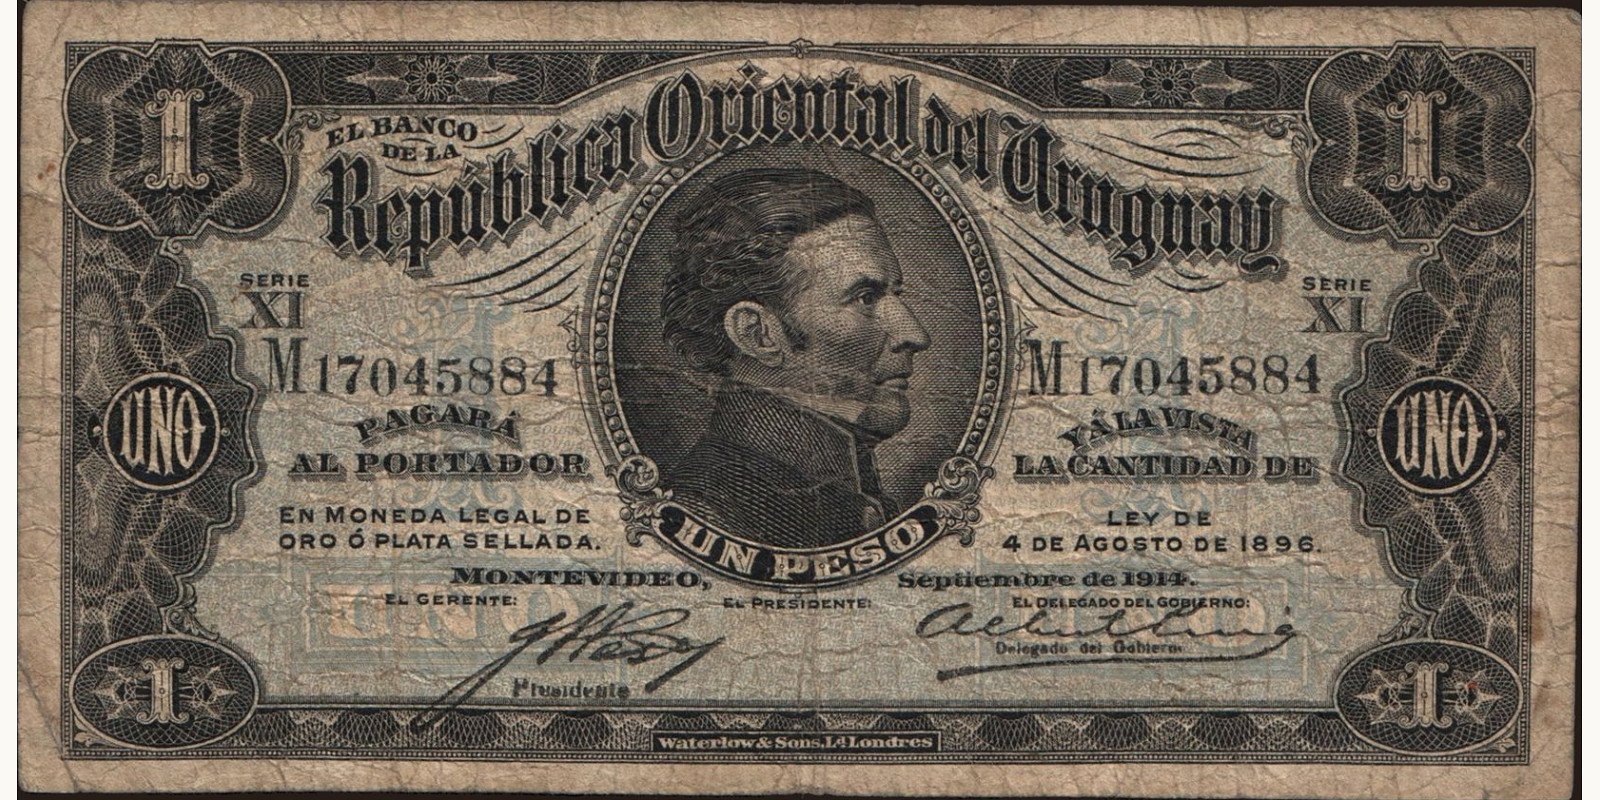 1
1
EL BANCO
DE LA
República Oriental del Uruguay
SERIE
XI
SERIE
XI
M17045884
M17045884
UNO
UNO
PAGARÁ
AL PORTADOR
Y Á LA VISTA
LA CANTIDAD DE
EN MONEDA LEGAL DE
ORO Ó PLATA SELLADA.
UN PESO
LEY DE
4 DE AGOSTO DE 1896.
MONTEVIDEO,
Septiembre de 1914.
EL GERENTE:
EL PRESIDENTE:
EL DELEGADO DEL GOBIERNO:
UNO
Delegado del Gobierno
Presidente
1
1
Waterlow & Sons, Ld. Londres